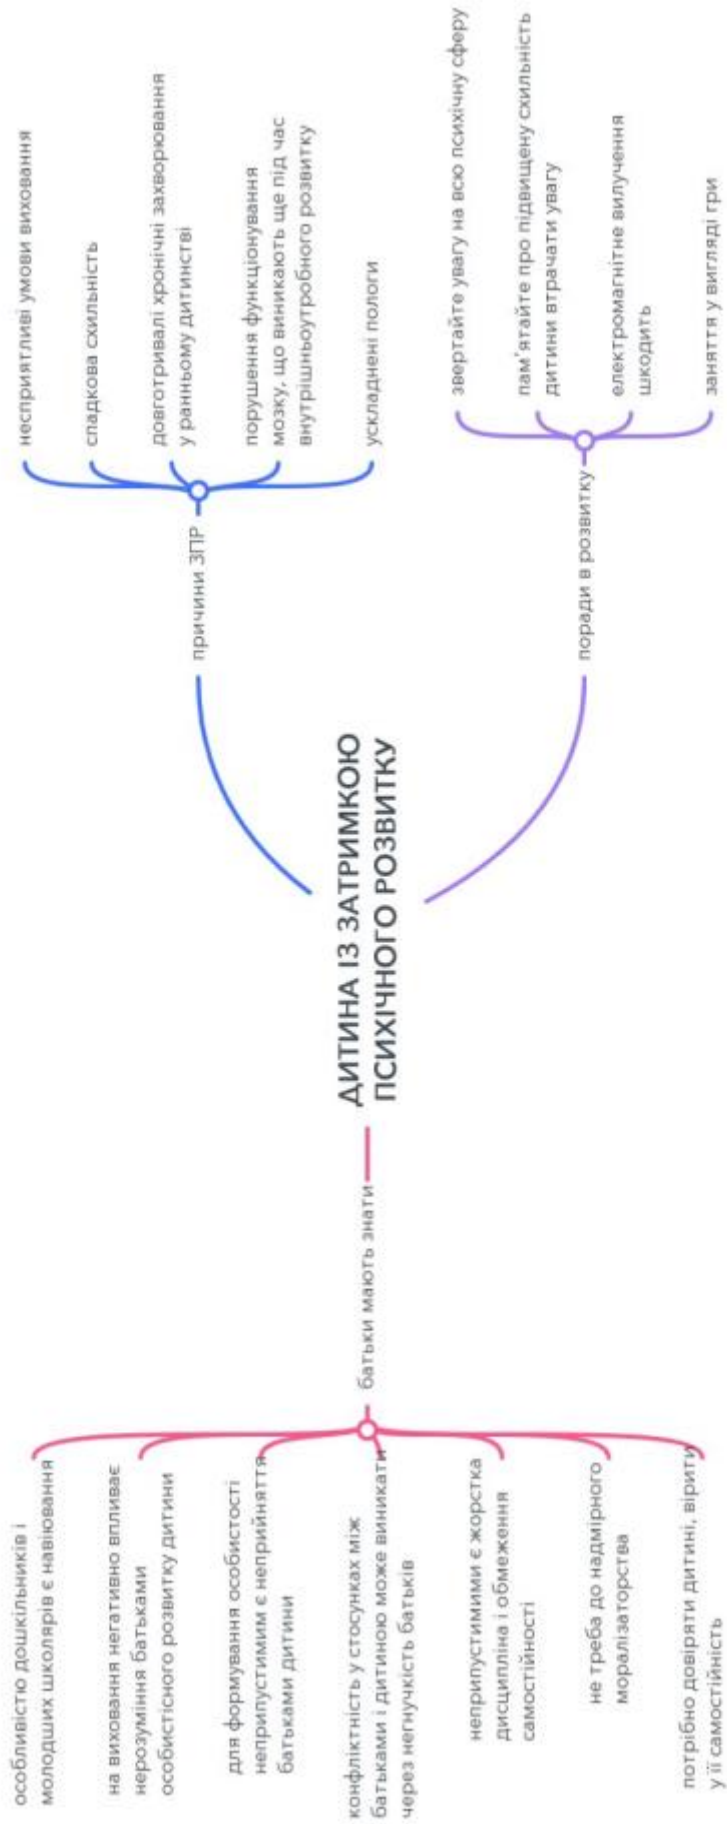 ДИТИНА ІЗ ЗАТРИМКОЮ
ПСИХІЧНОГО РОЗВИТКУ
причини ЗПР
несприятливі умови виховання
спадкова схильність
довготривалі хронічні захворювання
у ранньому дитинстві
порушення функціонування
мозку, що виникають ще під час
внутрішньоутробного розвитку
ускладнені пологи
поради в розвитку
звертайте увагу на всю психічну сферу
пам'ятайте про підвищену схильність
дитини втрачати увагу
електромагнітне вилучення
шкодить
заняття у вигляді гри
батьки мають знати
особливістю дошкільників і
молодших школярів є навіювання
на виховання негативно впливає
нерозуміння батьками
особистісного розвитку дитини
для формування особистості
неприпустимим є неприйняття
батьками дитини
конфліктність у стосунках між
батьками і дитиною може виникати
через негнучкість батьків
неприпустимими є жорстка
дисципліна і обмеження
самостійності
не треба до надмірного
моралізаторства
потрібно довіряти дитині, вірити
у її самостійність